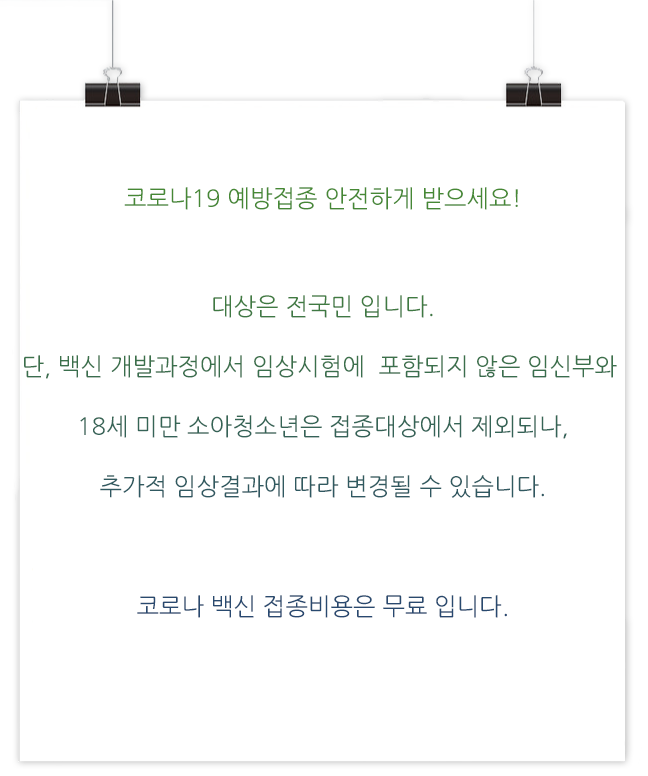 코로나19 예방접종 안전하게 받으세요!
대상은 전국민 입니다.
단, 백신 개발과정에서 임상시험에 포함되지 않은 임신부와
18세 미만 소아청소년은 접종대상에서 제외되나,
추가적 임상결과에 따라 변경될 수 있습니다.
코로나 백신 접종비용은 무료 입니다.